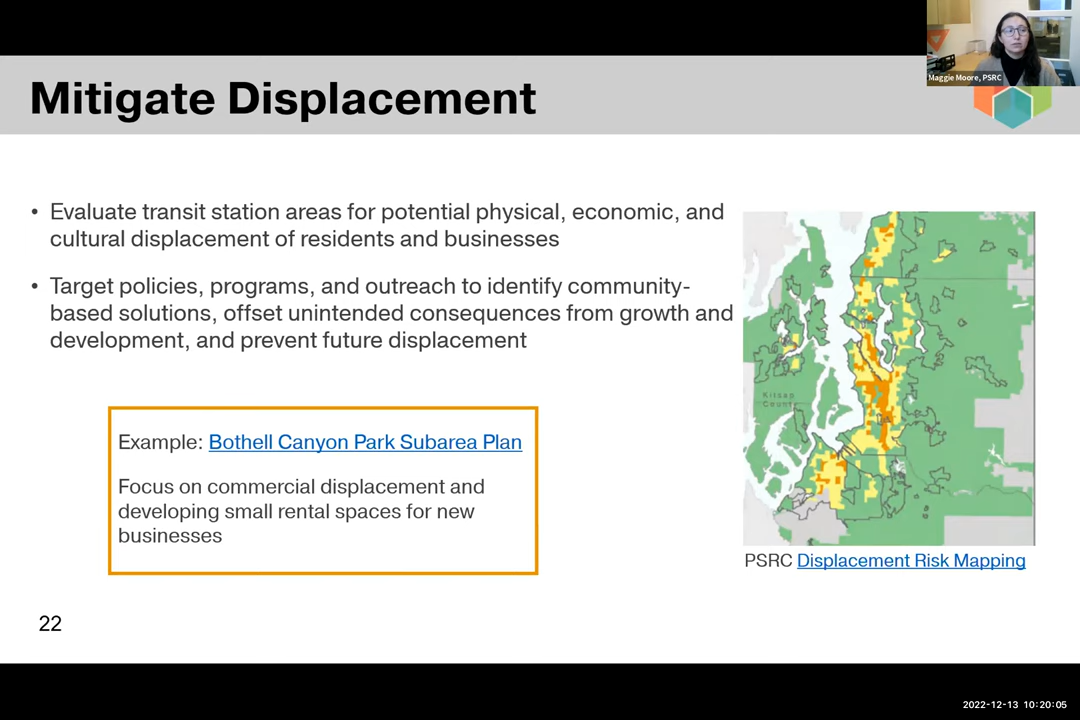 Maggie Moore, PSRC
Mitigate Displacement
• Evaluate transit station areas for potential physical, economic, and
cultural displacement of residents and businesses
• Target policies, programs, and outreach to identify community-
based solutions, offset unintended consequences from growth and
development, and prevent future displacement
Kitsap
County
Example: Bothell Canyon Park Subarea Plan
Focus on commercial displacement and
developing small rental spaces for new
businesses
PSRC Displacement Risk Mapping
22
2022-12-13 10:20:05